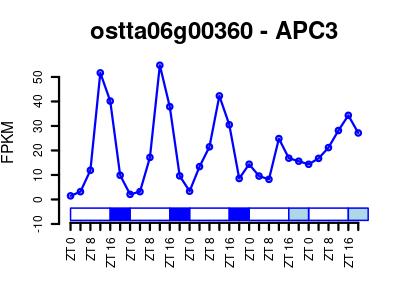 ostta06g00360 - APC3
FPKM
50
40
30
20
10
0
-10
ZT 0
ZT 8
ZT 16
ZT 0
ZT 8
ZT 16
ZT 0
ZT 8
ZT 16
ZT 0
ZT 8
ZT 16
ZT 0
ZT 8
ZT 16